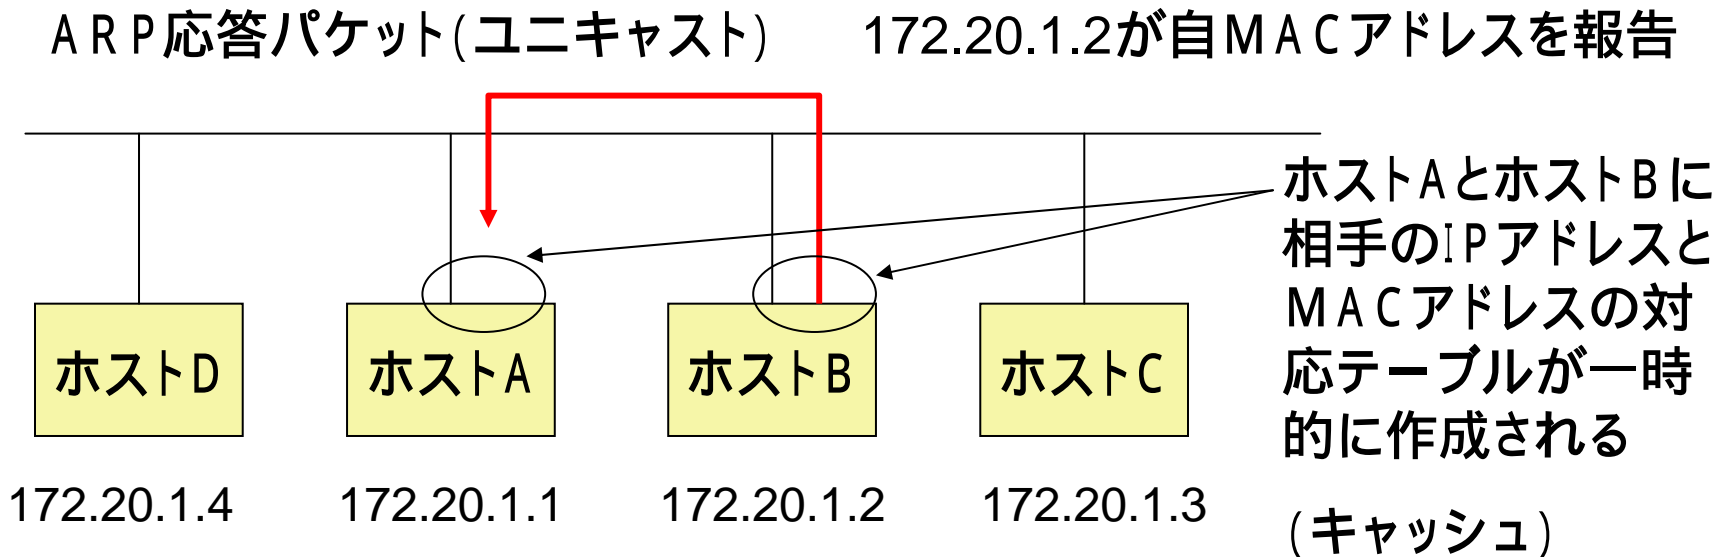 ARP応答パケット(ユニキャスト)　172.20.1.2が自MACアドレスを報告
ホストAとホストBに
相手のIPアドレスと
MACアドレスの対
応テーブルが一時
的に作成される
(キャッシュ)
ホストD
ホストA
ホストB
ホストC
172.20.1.4
172.20.1.1
172.20.1.2
172.20.1.3